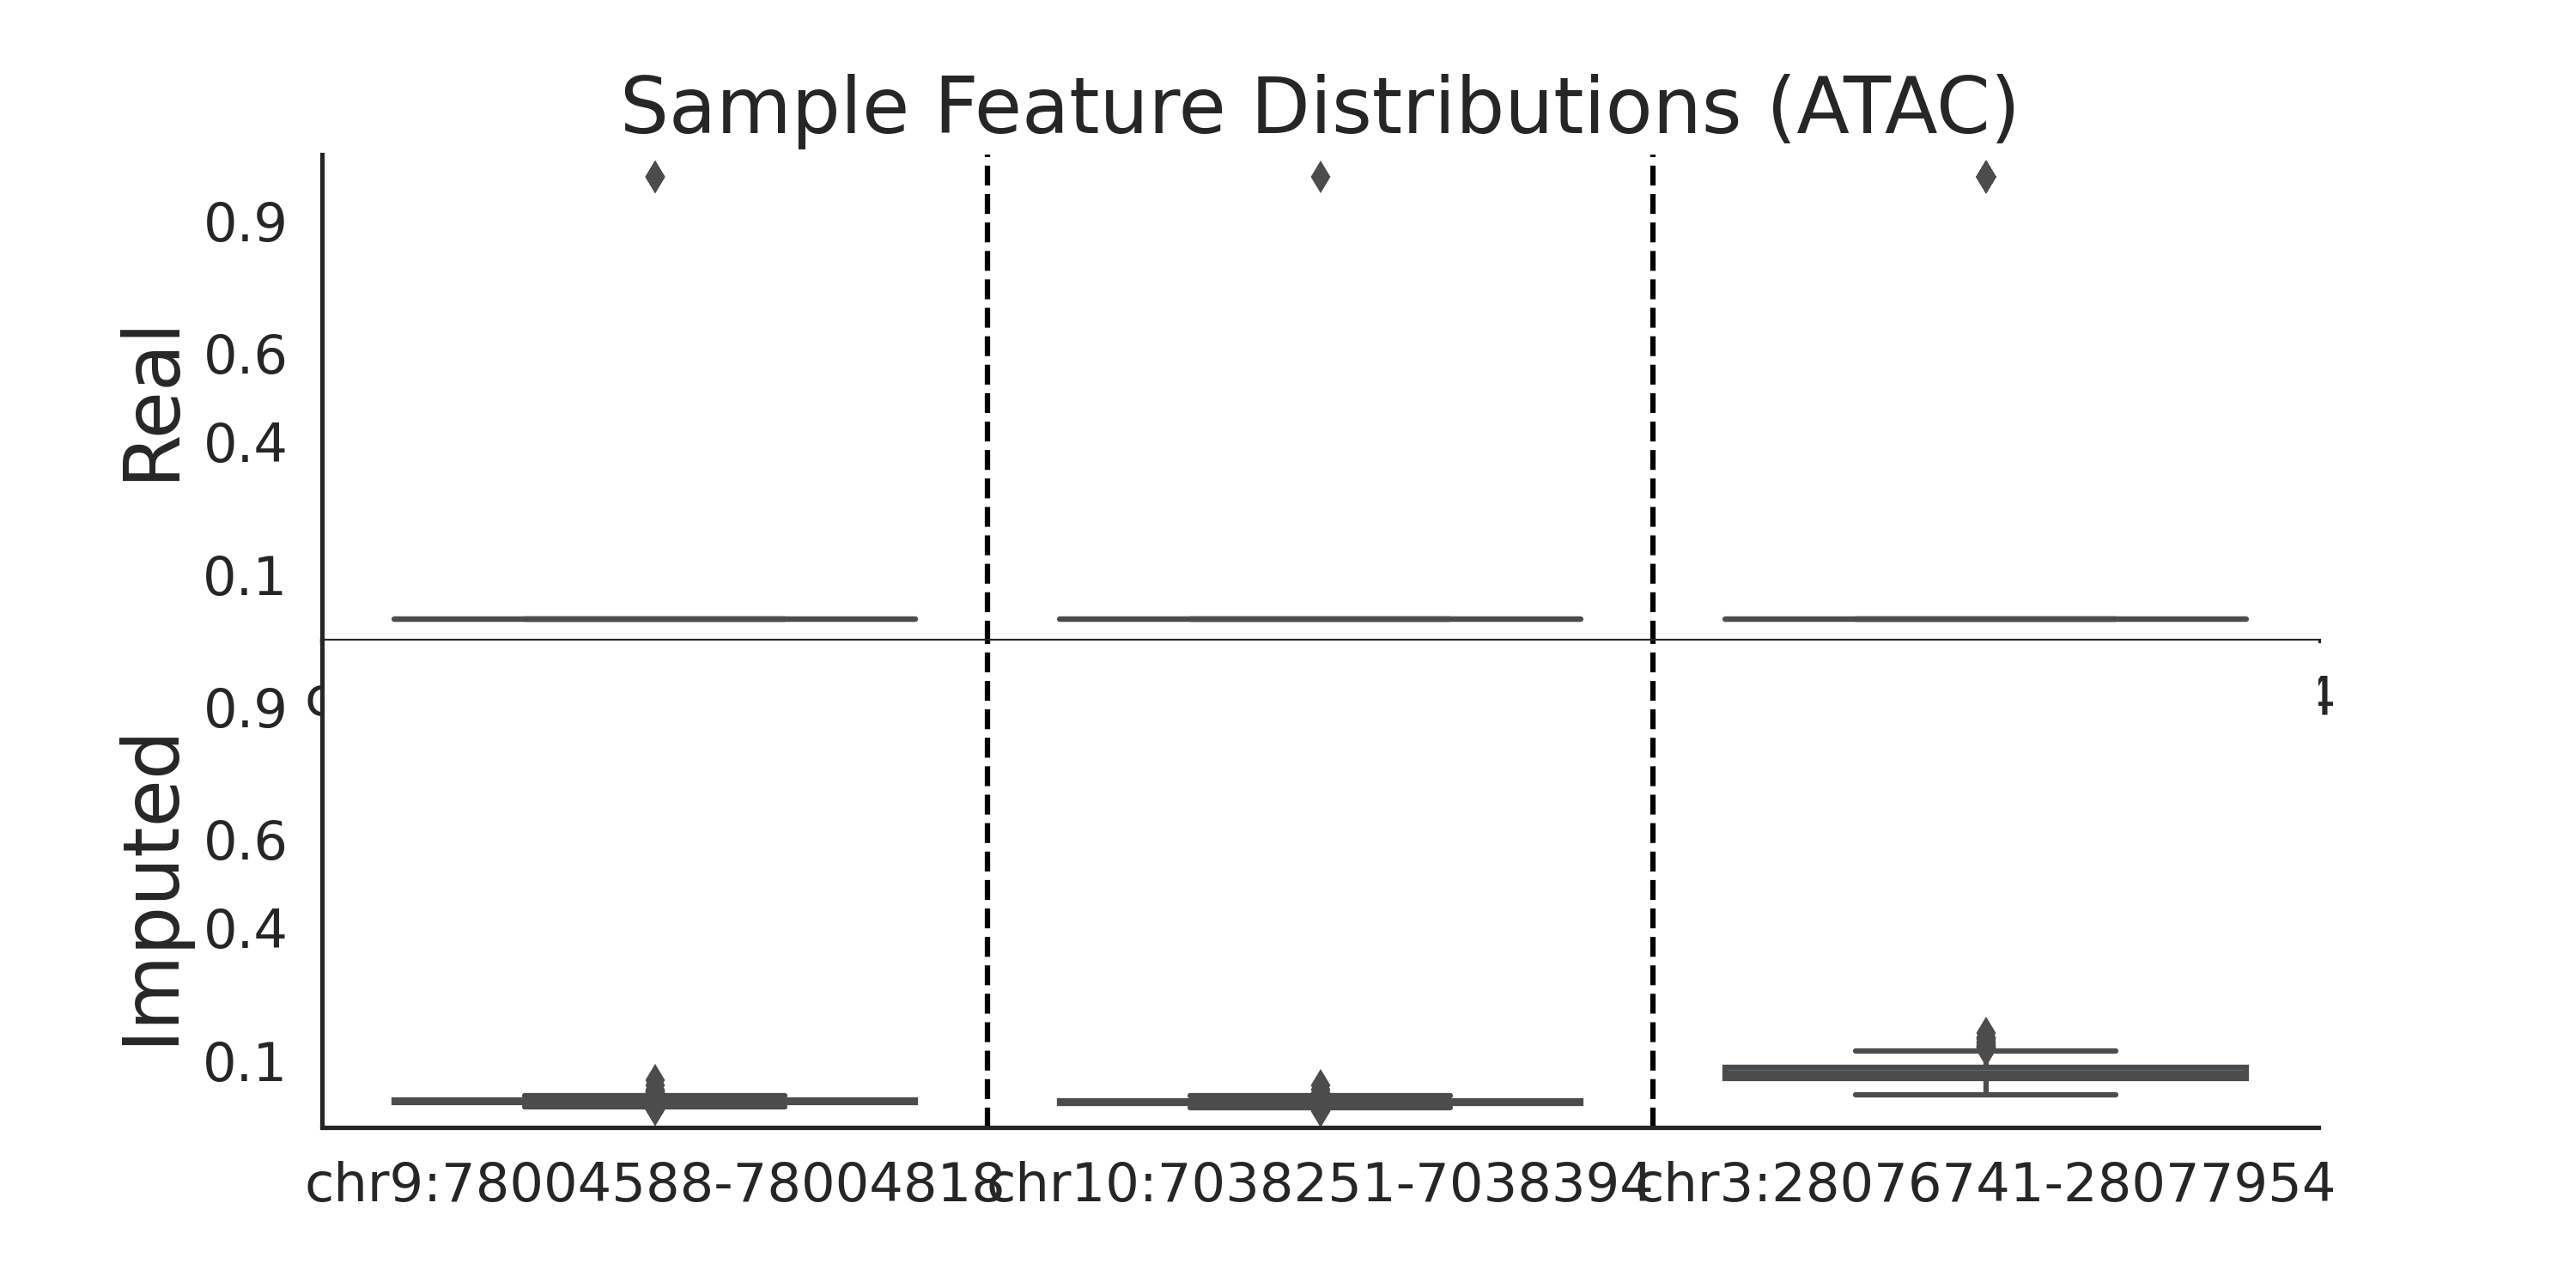 Sample Feature Distributions (ATAC)
Real
0.9
0.6
0.4
0.1
Imputed
0.9
0.6
0.4
0.1
chr9:78004588-78004818
chr10:7038251-7038394
chr3:28076741-28077954